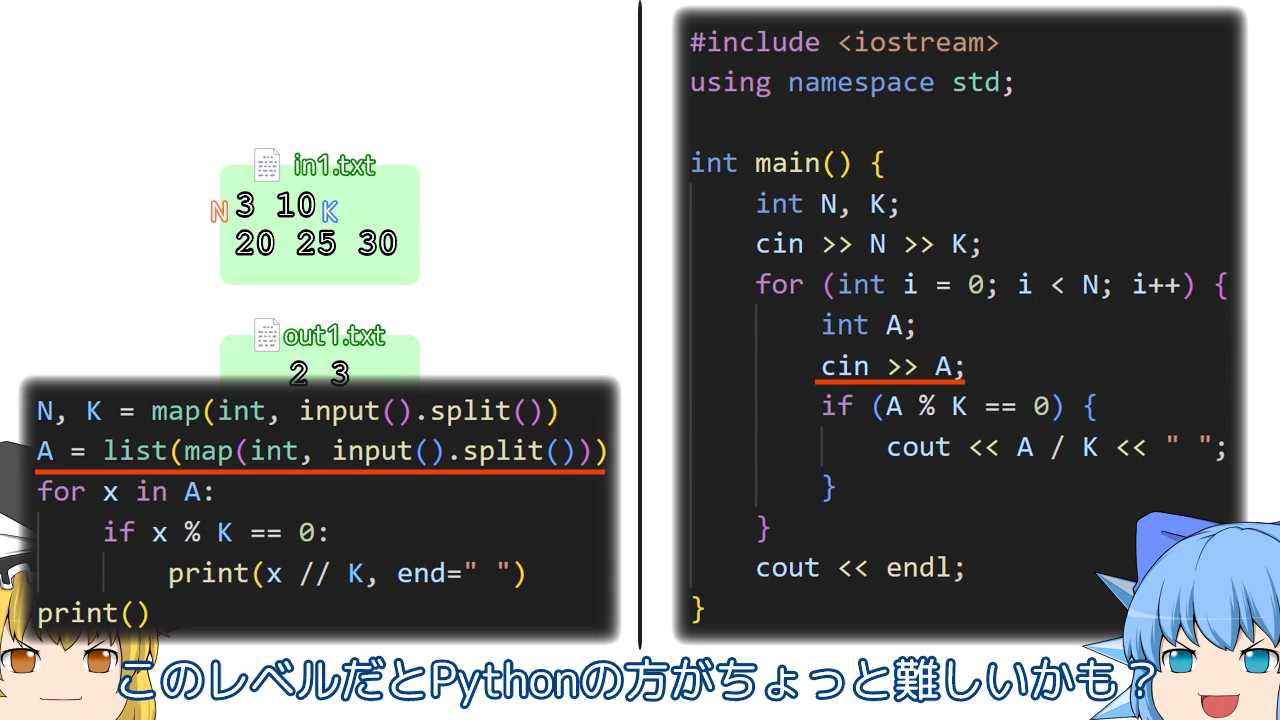 in1.txt
N 3 10 K
20 25 30
out1.txt
2 3
N, K = map(int, input().split())
A = list(map(int, input().split()))
for x in A:
    if x % K == 0:
        print(x // K, end=" ")
print()
#include <iostream>
using namespace std;
int main() {
    int N, K;
    cin >> N >> K;
    for (int i = 0; i < N; i++) {
        int A;
        cin >> A;
        if (A % K == 0) {
            cout << A / K << " ";
        }
    }
    cout << endl;
}
このレベルだとPythonの方がちょっと難しいかも？